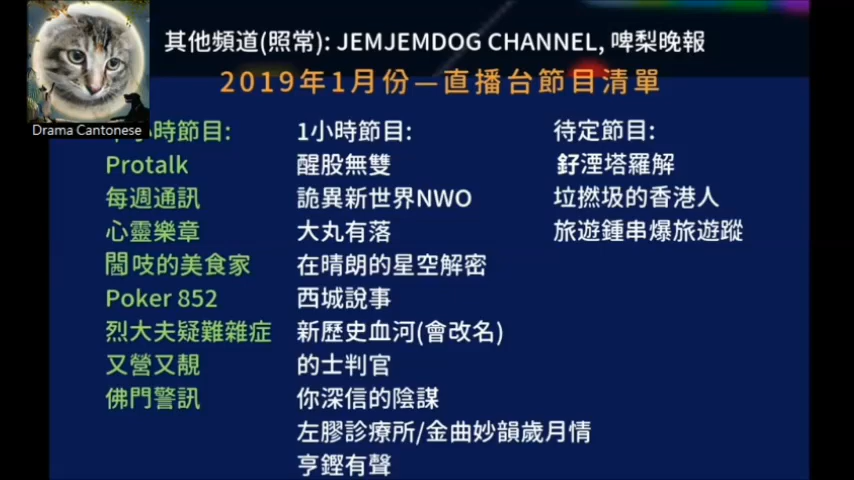 其他頻道(照常): JEMJEMDOG CHANNEL, 啤梨晚報
2019年1月份—直播台節目清單
Drama Cantonese
小時節目:
Protalk
每週通訊
心靈樂章
閪吱的美食家
Poker 852
烈大夫疑難雜症
又營又靚
佛門警訊
1小時節目:
醒股無雙
詭異新世界NWO
大丸有落
在晴朗的星空解密
西城說事
新歷史血河(會改名)
的士判官
你深信的陰謀
左膠診療所/金曲妙韻歲月情
亨鏗有聲
待定節目:
釨湮塔羅解
垃撚圾的香港人
旅遊鍾串爆旅遊蹤